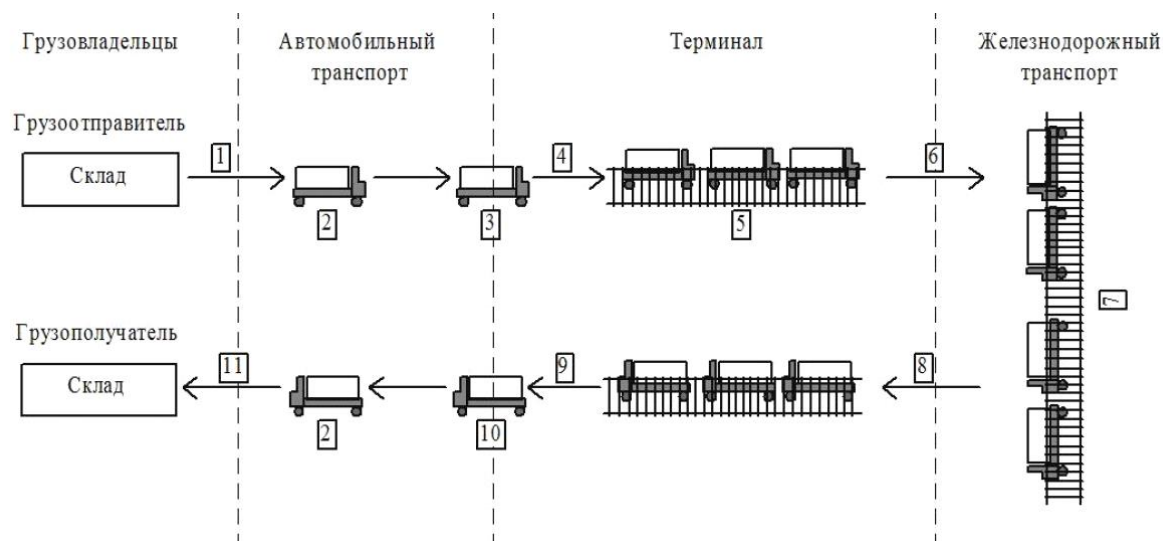 Грузовладельцы
Автомобильный
транспорт
Терминал
Железнодорожный
транспорт
Грузоотправитель
Склад
1
2
3
4
5
6
7
Грузополучатель
Склад
11
2
10
9
8